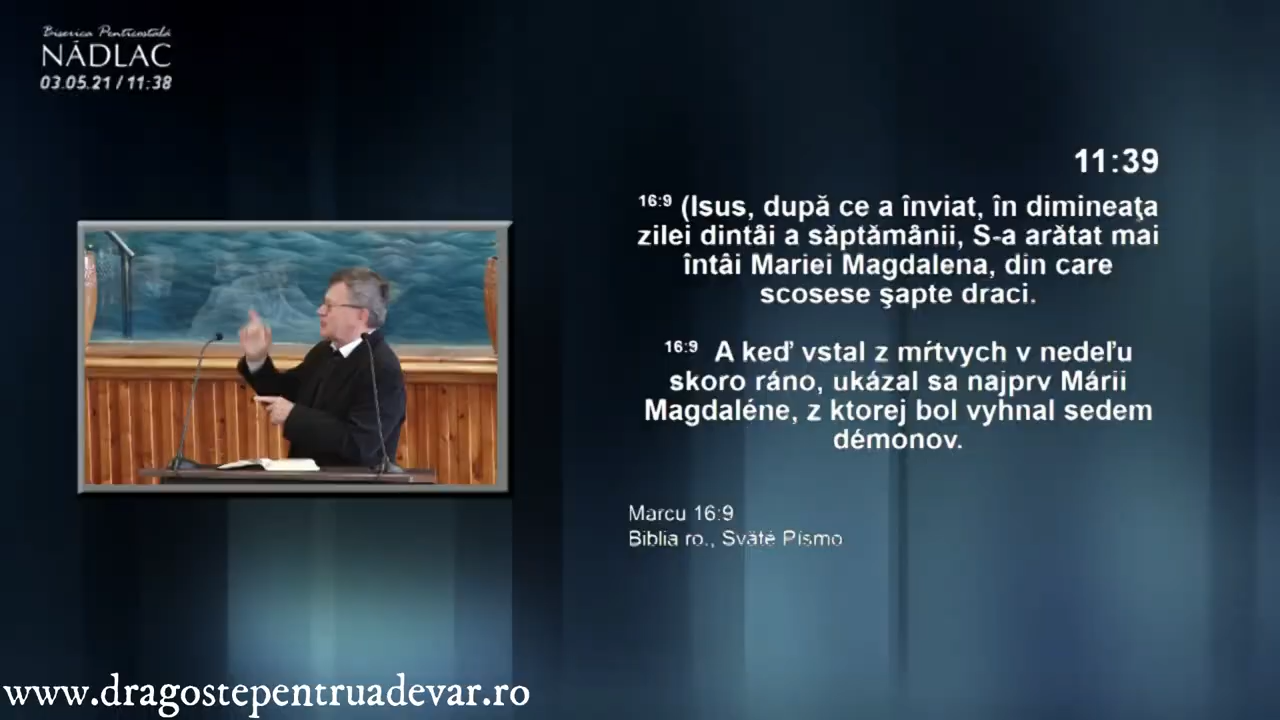 Biserica Penticostală
NĂDLAC
03.05.21 / 11:38
11:39
16:9 (Isus, după ce a înviat, în dimineaţa
zilei dintâi a săptămânii, S-a arătat mai
întâi Mariei Magdalena, din care
scosese şapte draci.
16:9 A keď vstal z mŕtvych v nedeľu
skoro ráno, ukázal sa najprv Márii
Magdaléne, z ktorej bol vyhnal sedem
démonov.
Marcu 16:9
Biblia ro., Sväté Písmo
www.dragostepentruadevar.ro